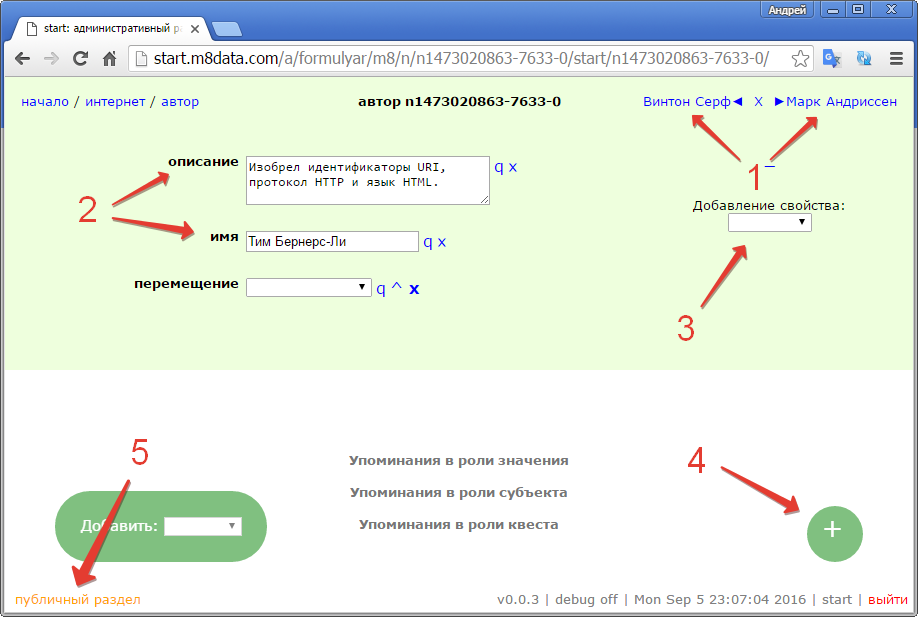 Андрей
start: административный р
start.m8data.com/a/formulyar/m8/n/n1473020863-7633-0/start/n1473020863-7633-0/
начало / интернет / автор
автор n1473020863-7633-0
Винтон Серф◄ X ►Марк Андриссен
1
описание
Изобрел идентификаторы URI,
протокол HTTP и язык HTML.
q x
2
Добавление свойства:
имя
Тим Бернерс-Ли
q x
перемещение
q ^ x
3
5
4
Упоминания в роли значения
Упоминания в роли субъекта
Упоминания в роли квеста
Добавить:
+
публичный раздел
v0.0.3 | debug off | Mon Sep 5 23:07:04 2016 | start | выйти